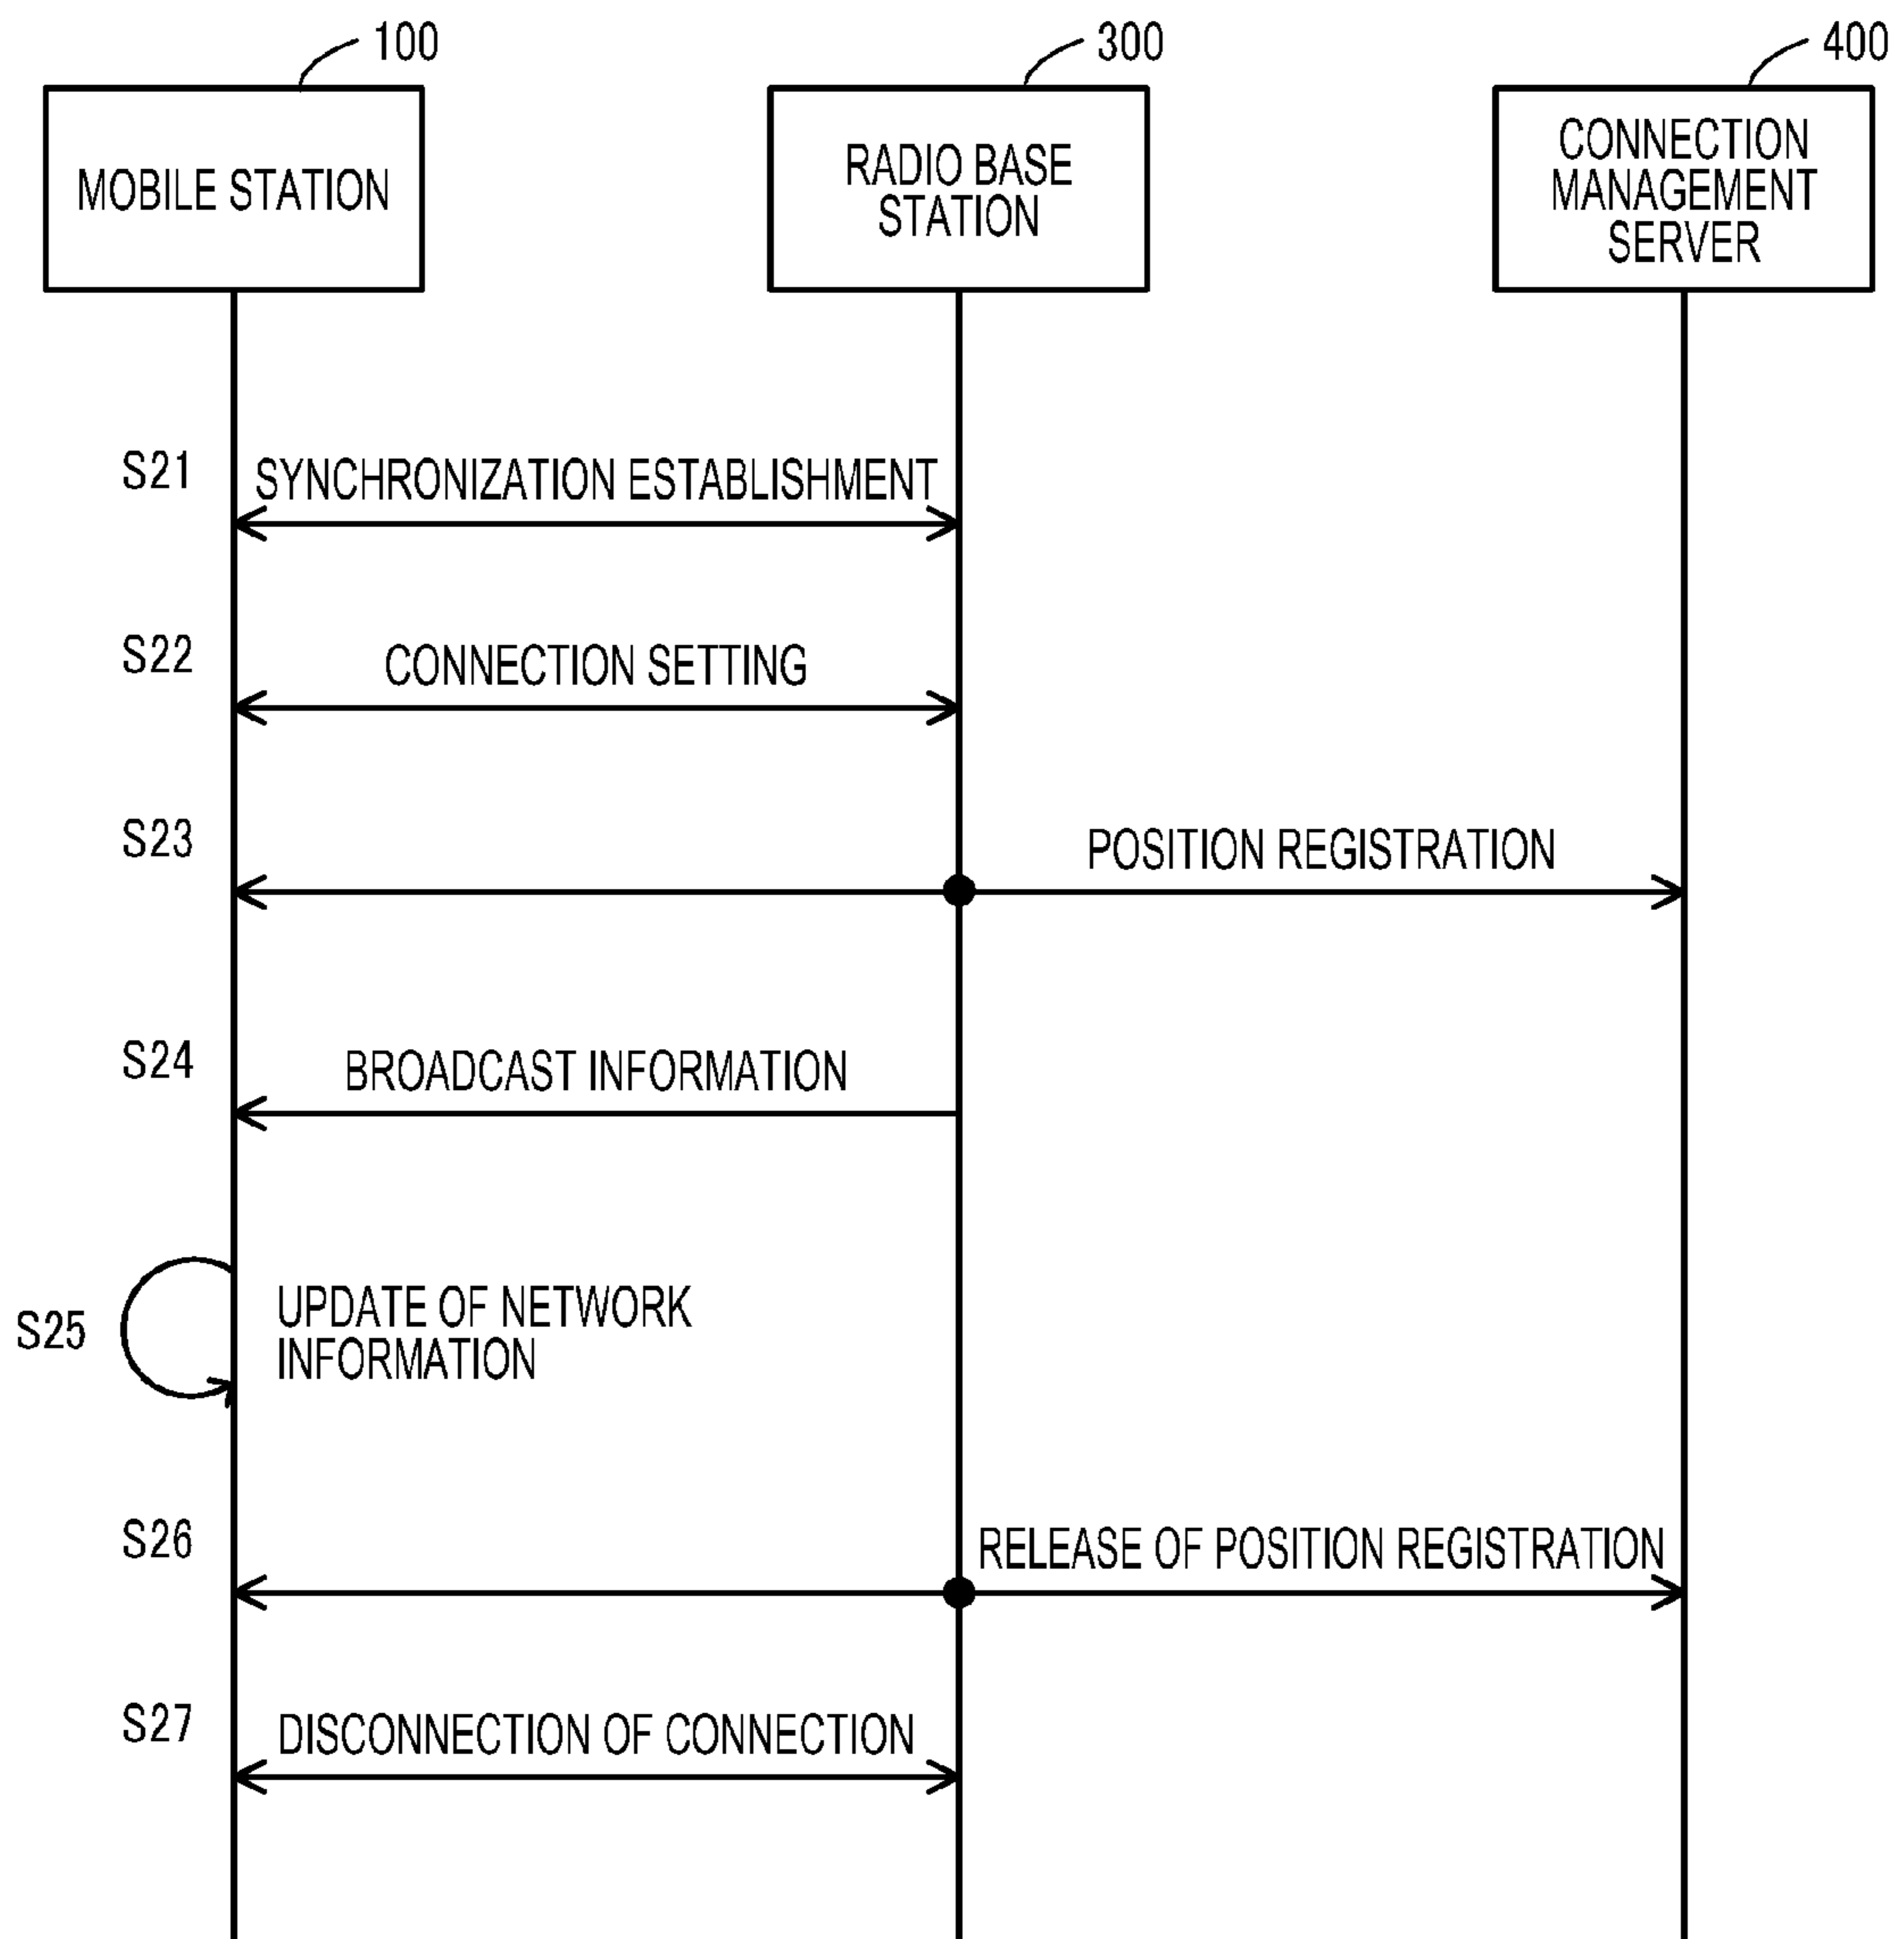 100
300
400
MOBILE STATION
RADIO BASE
STATION
CONNECTION
MANAGEMENT
SERVER
S21
SYNCHRONIZATION ESTABLISHMENT
S22
CONNECTION SETTING
S23
POSITION REGISTRATION
S24
BROADCAST INFORMATION
S25
UPDATE OF NETWORK
INFORMATION
S26
RELEASE OF POSITION REGISTRATION
S27
DISCONNECTION OF CONNECTION